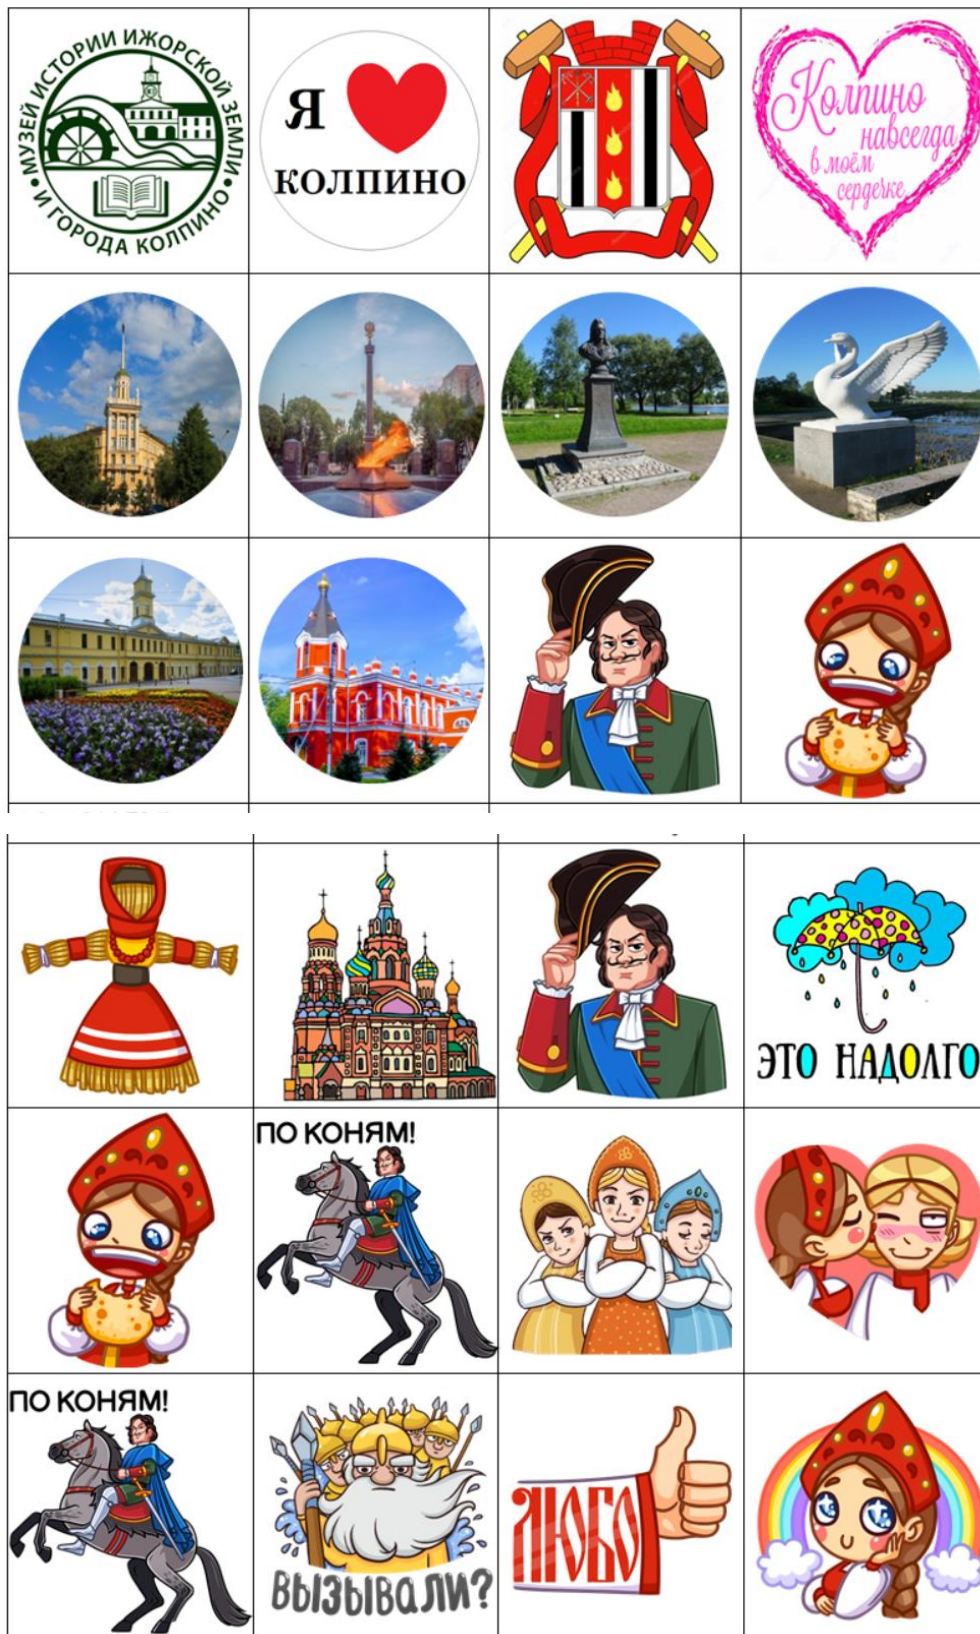 МУЗЕЙ ИСТОРИИ ИЖОРСКОЙ ЗЕМЛИ
И ГОРОДА КОЛПИНО
Я
КОЛПИНО
Колпино
навсегда
в моём
сердечке
ЭТО НАДОЛГО
ПО КОНЯМ!
ПО КОНЯМ!
ВЫЗЫВАЛИ?
ЛЮБО